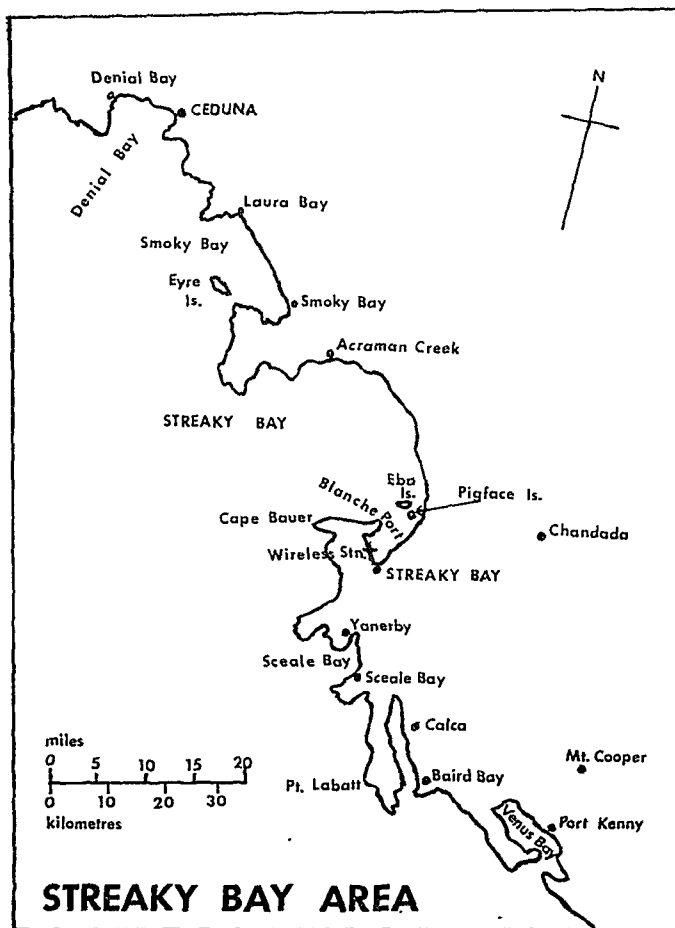 N
Denial Bay
CEDUNA
Denial Bay
Laura Bay
Smoky Bay
Eyre
Is.
Smoky Bay
Acraman Creek
STREAKY BAY
Eba
Is.
Pigface Is.
Blanche Port
Cape Bauer
Chandada
Wireless Stn.
STREAKY BAY
Yanerby
Sceale Bay
Sceale Bay
Calca
miles
0 5 10 15 20
0 10 20 30
kilometres
Pt. Labatt
Baird Bay
Mt. Cooper
Venus Bay
Port Kenny
STREAKY BAY AREA